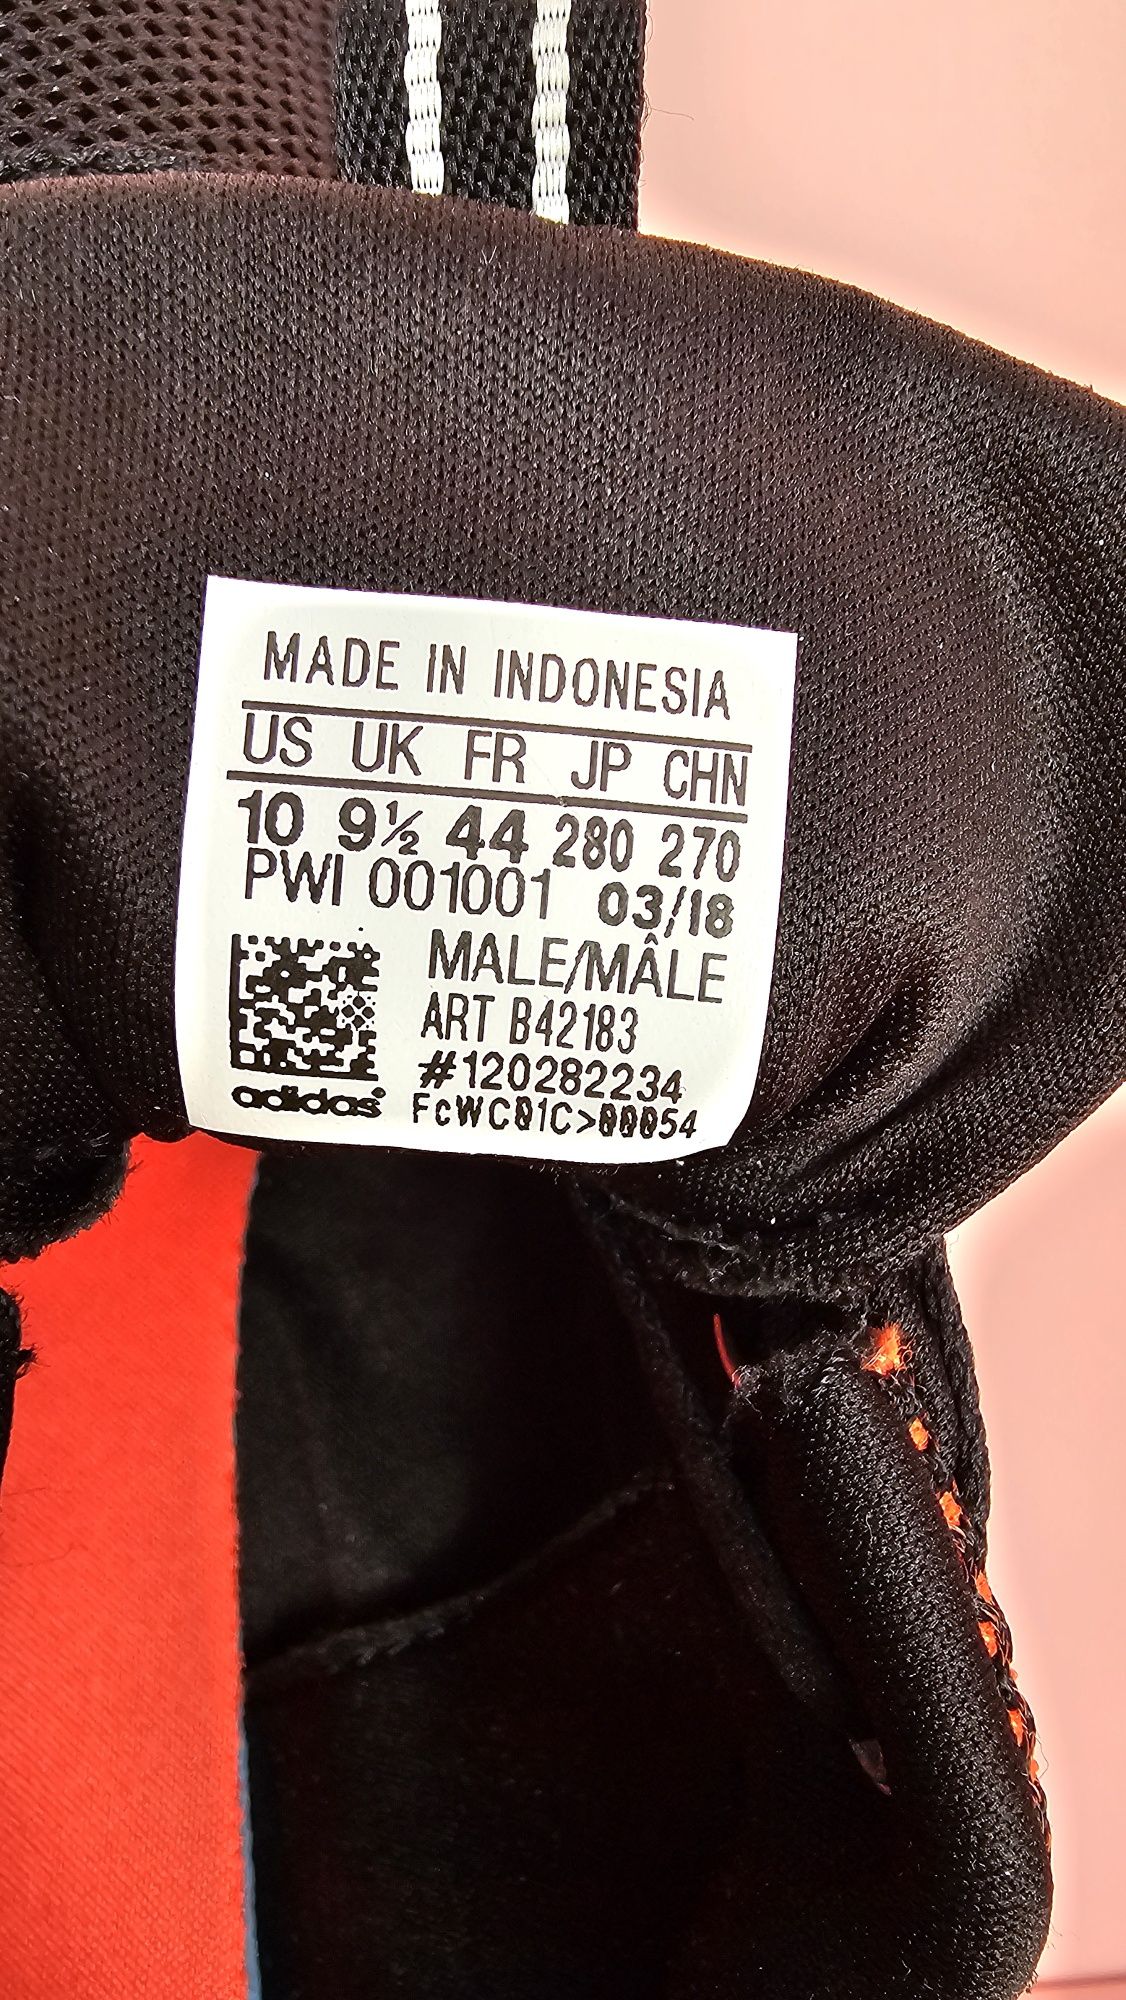 MADE IN INDONESIA
US UK FR JP CHN
10 9½ 44 280 270
PWI 001001 03/18
MALE/MÂLE
ART B42183
#120282234
FcWC01C>00054
adidas